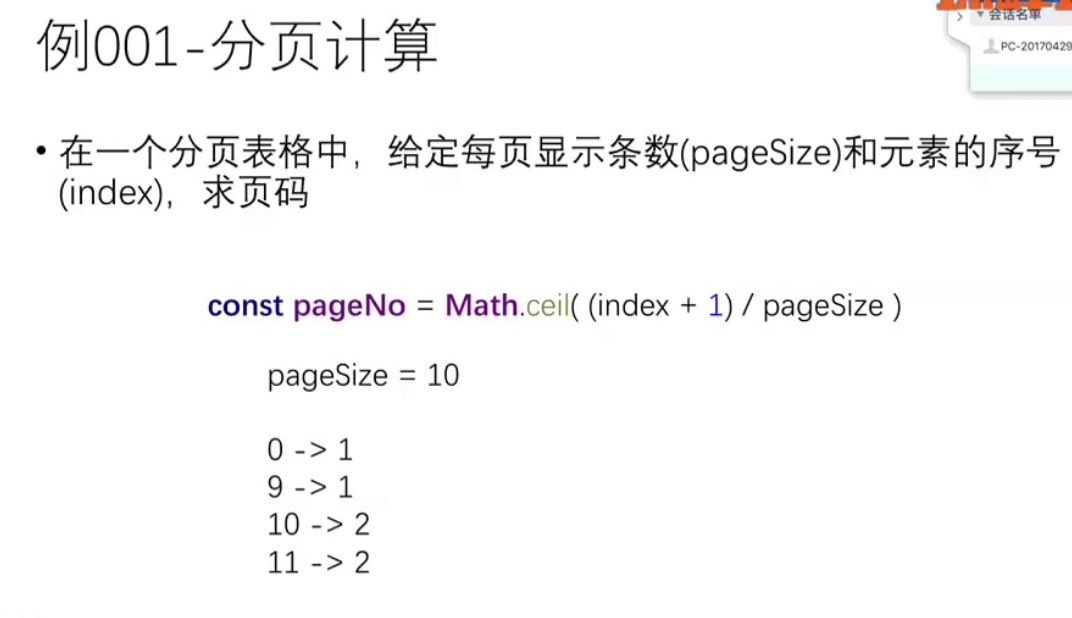 例001-分页计算
会话名单
PC-20170429
• 在一个分页表格中，给定每页显示条数(pageSize)和元素的序号
(index)，求页码
const pageNo = Math.ceil( (index + 1) / pageSize )
pageSize = 10
0 -> 1
9 -> 1
10 -> 2
11 -> 2